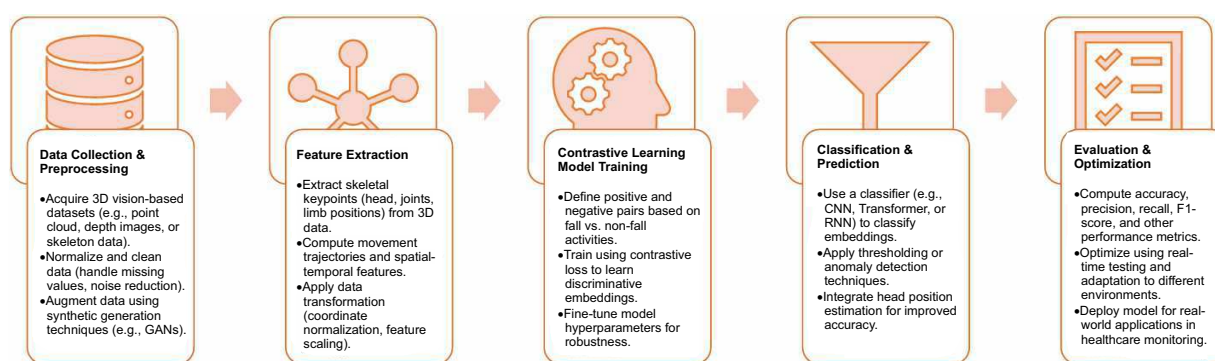 Data Collection &
Preprocessing
•Acquire 3D vision-based
datasets (e.g., point
cloud, depth images, or
skeleton data).
•Normalize and clean
data (handle missing
values, noise reduction).
•Augment data using
synthetic generation
techniques (e.g., GANs).
Feature Extraction
•Extract skeletal
keypoints (head, joints,
limb positions) from 3D
data.
•Compute movement
trajectories and spatial-
temporal features.
•Apply data
transformation
(coordinate
normalization, feature
scaling).
Contrastive Learning
Model Training
•Define positive and
negative pairs based on
fall vs. non-fall
activities.
•Train using contrastive
loss to learn
discriminative
embeddings.
•Fine-tune model
hyperparameters for
robustness.
Classification &
Prediction
•Use a classifier (e.g.,
CNN, Transformer, or
RNN) to classify
embeddings.
•Apply thresholding or
anomaly detection
techniques.
•Integrate head position
estimation for improved
accuracy.
Evaluation &
Optimization
•Compute accuracy,
precision, recall, F1-
score, and other
performance metrics.
•Optimize using real-
time testing and
adaptation to different
environments.
•Deploy model for real-
world applications in
healthcare monitoring.